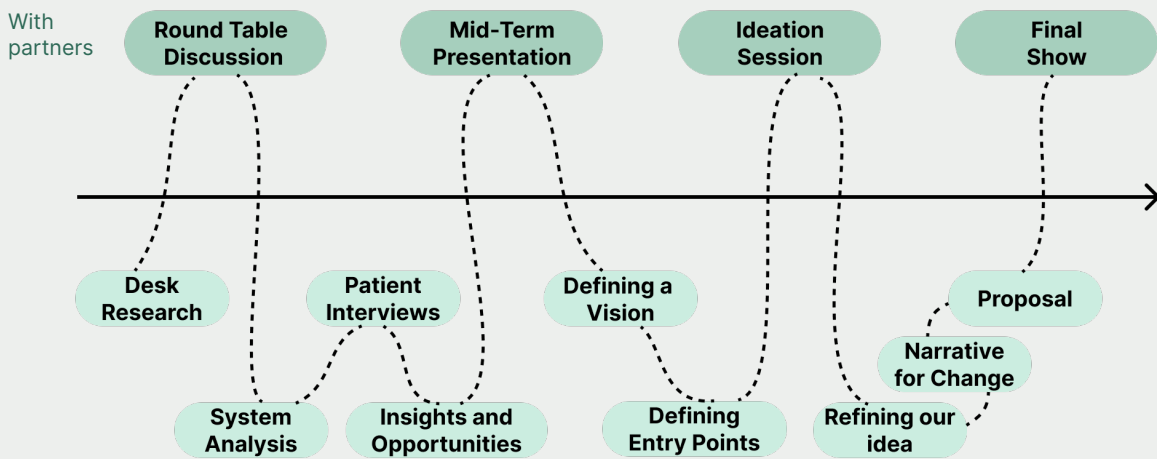 With
partners
Round Table
Discussion
Mid-Term
Presentation
Ideation
Session
Final
Show
Desk
Research
Patient
Interviews
Defining a
Vision
Proposal
Narrative
for Change
System
Analysis
Insights and
Opportunities
Defining
Entry Points
Refining our
idea